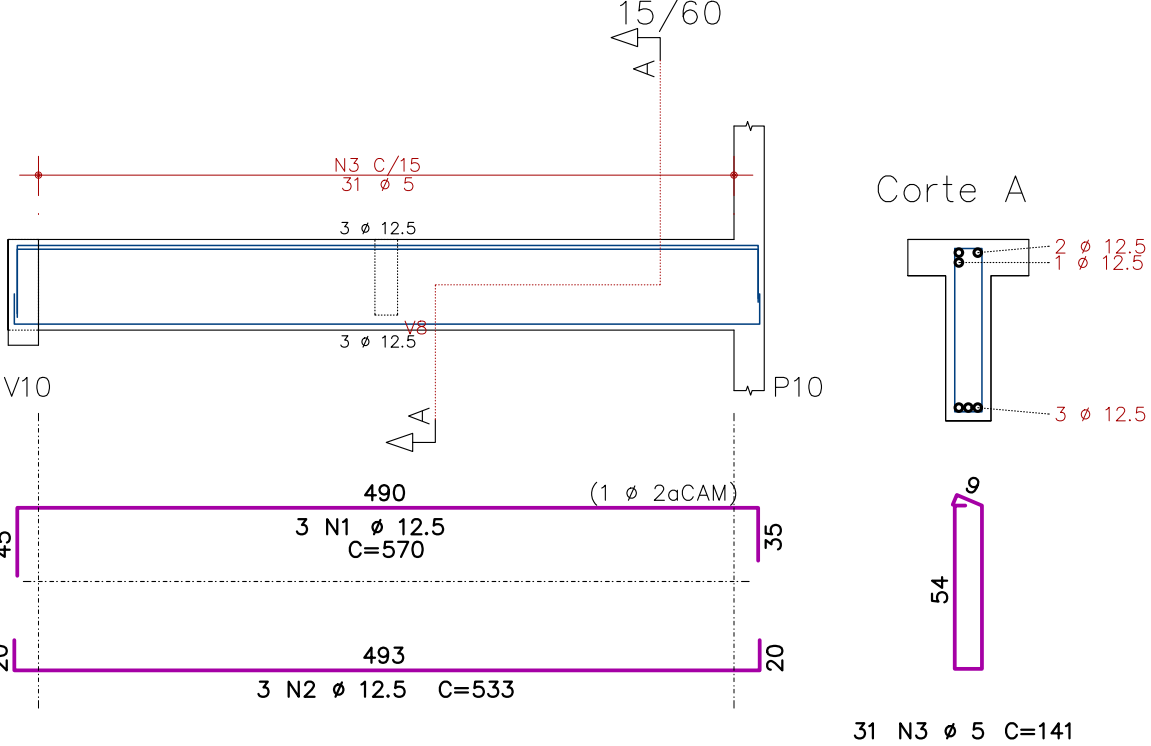 15/60
A
N3 C/15
31 ø 5
Corte A
3 ø 12.5
2 ø 12.5
1 ø 12.5
V8
3 ø 12.5
V10
P10
A
3 ø 12.5
490
(1 ø 2aCAM)
9
45
3 N1 ø 12.5
35
C=570
54
20
493
20
3 N2 ø 12.5 C=533
31 N3 ø 5 C=141